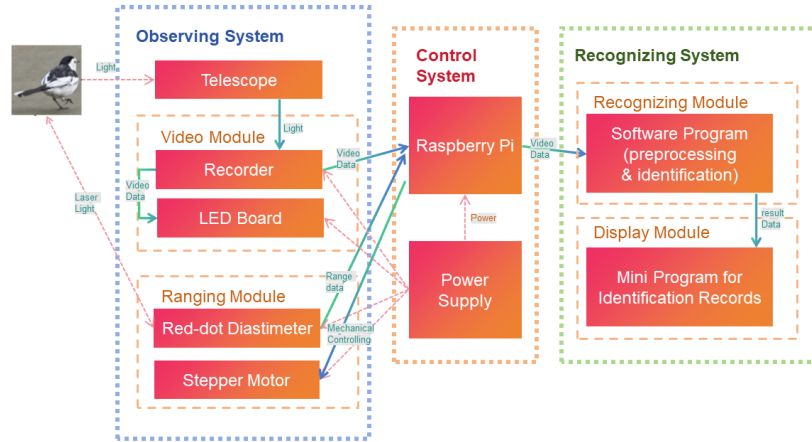 Observing System
Light
Telescope
Light
Video Module
Recorder
Video
Data
LED Board
Video
Data
Laser
Light
Ranging Module
Range
data
Red-dot Diastimeter
Mechanical
Controlling
Stepper Motor
Control
System
Raspberry Pi
Power
Power
Supply
Video
Data
Recognizing System
Recognizing Module
Software Program
(preprocessing
& identification)
result
Data
Display Module
Mini Program for
Identification Records